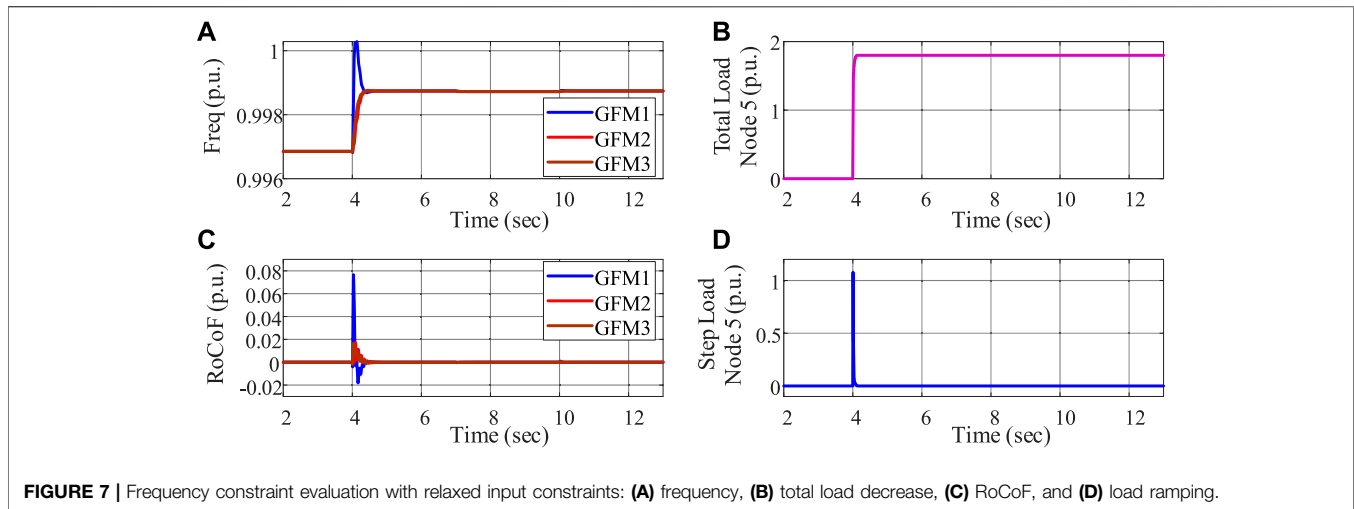 A
Freq (p.u.)
1
0.998
0.996
GFM1
GFM2
GFM3
2 4 6 8 10 12
Time (sec)
B
Total Load
Node 5 (p.u.)
2
1
0
2 4 6 8 10 12
Time (sec)
C
RoCoF (p.u.)
0.08
0.06
0.04
0.02
0
-0.02
GFM1
GFM2
GFM3
2 4 6 8 10 12
Time (sec)
D
Step Load
Node 5 (p.u.)
1
0.5
0
2 4 6 8 10 12
Time (sec)
FIGURE 7 | Frequency constraint evaluation with relaxed input constraints: (A) frequency, (B) total load decrease, (C) RoCoF, and (D) load ramping.